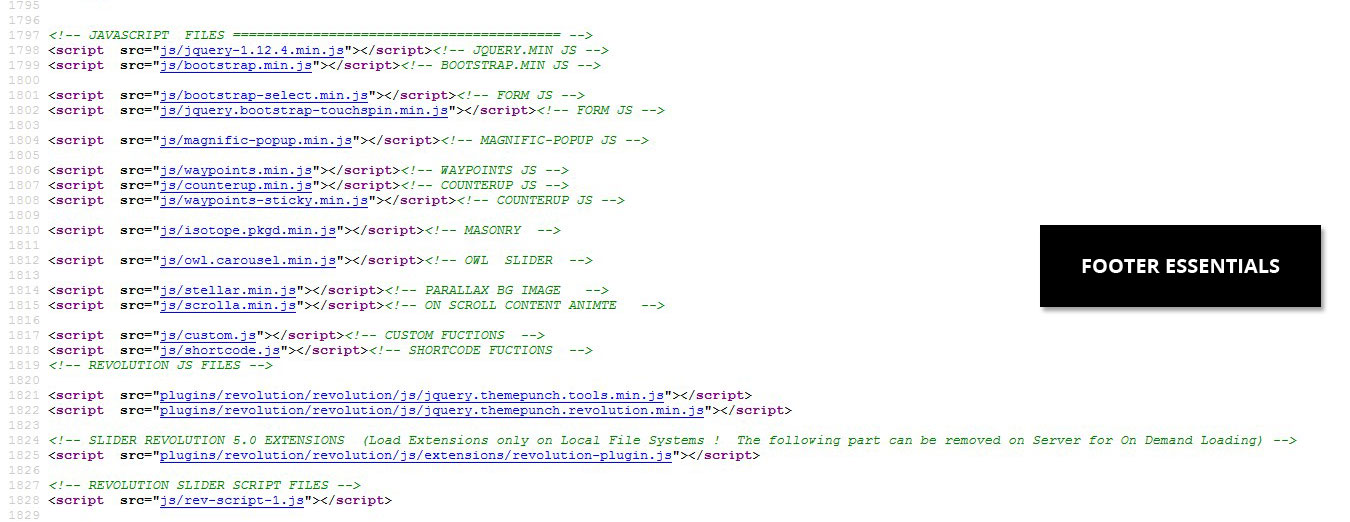 1795
1796
1797 <!-- JAVASCRIPT  FILES ========================================= -->
1798 <script  src="js/jquery-1.12.4.min.js"></script><!-- JQUERY.MIN JS -->
1799 <script  src="js/bootstrap.min.js"></script><!-- BOOTSTRAP.MIN JS -->
1800
1801 <script  src="js/bootstrap-select.min.js"></script><!-- FORM JS -->
1802 <script  src="js/jquery.bootstrap-touchspin.min.js"></script><!-- FORM JS -->
1803
1804 <script  src="js/magnific-popup.min.js"></script><!-- MAGNIFIC-POPUP JS -->
1805
1806 <script  src="js/waypoints.min.js"></script><!-- WAYPOINTS JS -->
1807 <script  src="js/counterup.min.js"></script><!-- COUNTERUP JS -->
1808 <script  src="js/waypoints-sticky.min.js"></script><!-- COUNTERUP JS -->
1809
1810 <script  src="js/isotope.pkgd.min.js"></script><!-- MASONRY  -->
1811
1812 <script  src="js/owl.carousel.min.js"></script><!-- OWL  SLIDER  -->
1813
1814 <script  src="js/stellar.min.js"></script><!-- PARALLAX BG IMAGE   -->
1815 <script  src="js/scrolla.min.js"></script><!-- ON SCROLL CONTENT ANIMTE   -->
1816
1817 <script  src="js/custom.js"></script><!-- CUSTOM FUCTIONS  -->
1818 <script  src="js/shortcode.js"></script><!-- SHORTCODE FUCTIONS  -->
1819 <!-- REVOLUTION JS FILES -->
1820
1821 <script  src="plugins/revolution/revolution/js/jquery.themepunch.tools.min.js"></script>
1822 <script  src="plugins/revolution/revolution/js/jquery.themepunch.revolution.min.js"></script>
1823
1824 <!-- SLIDER REVOLUTION 5.0 EXTENSIONS  (Load Extensions only on Local File Systems !  The following part can be removed on Server for On Demand Loading) -->
1825 <script  src="plugins/revolution/revolution/js/extensions/revolution-plugin.js"></script>
1826
1827 <!-- REVOLUTION SLIDER SCRIPT FILES -->
1828 <script  src="js/rev-script-1.js"></script>
1829
FOOTER ESSENTIALS